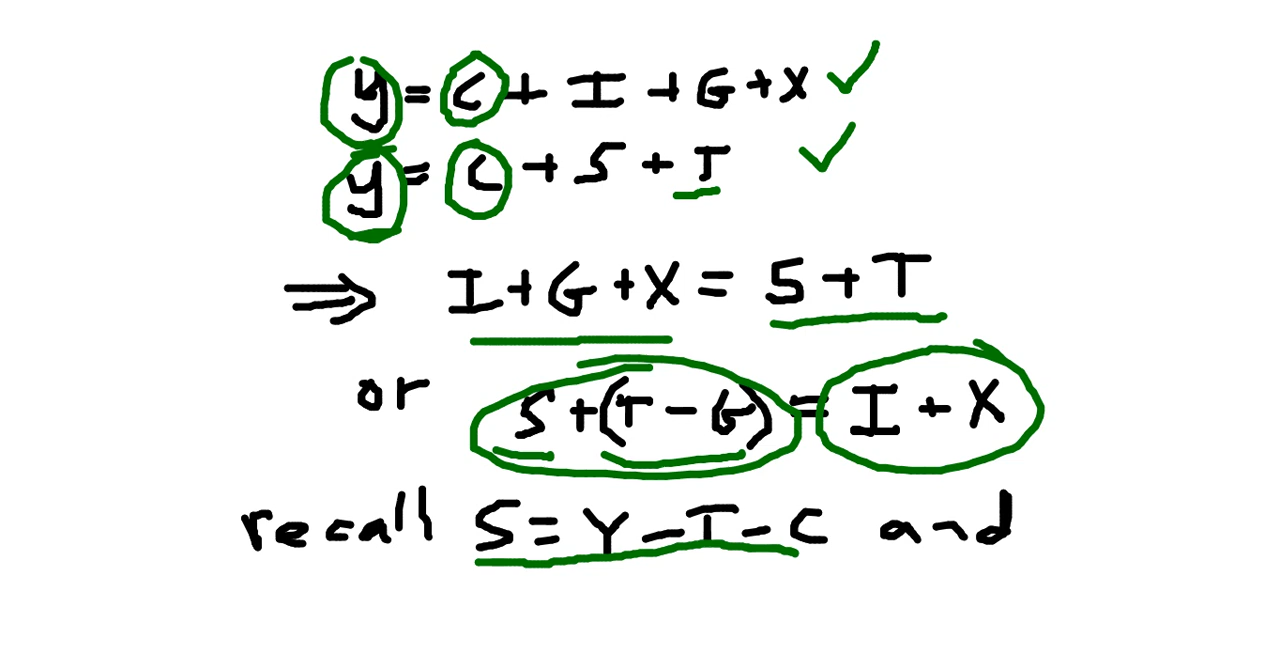 y = C + I + G + X
y = C + S + T
⇒ I + G + X = S + T
or S + (T - G) = I + X
recall S = Y - T - C and